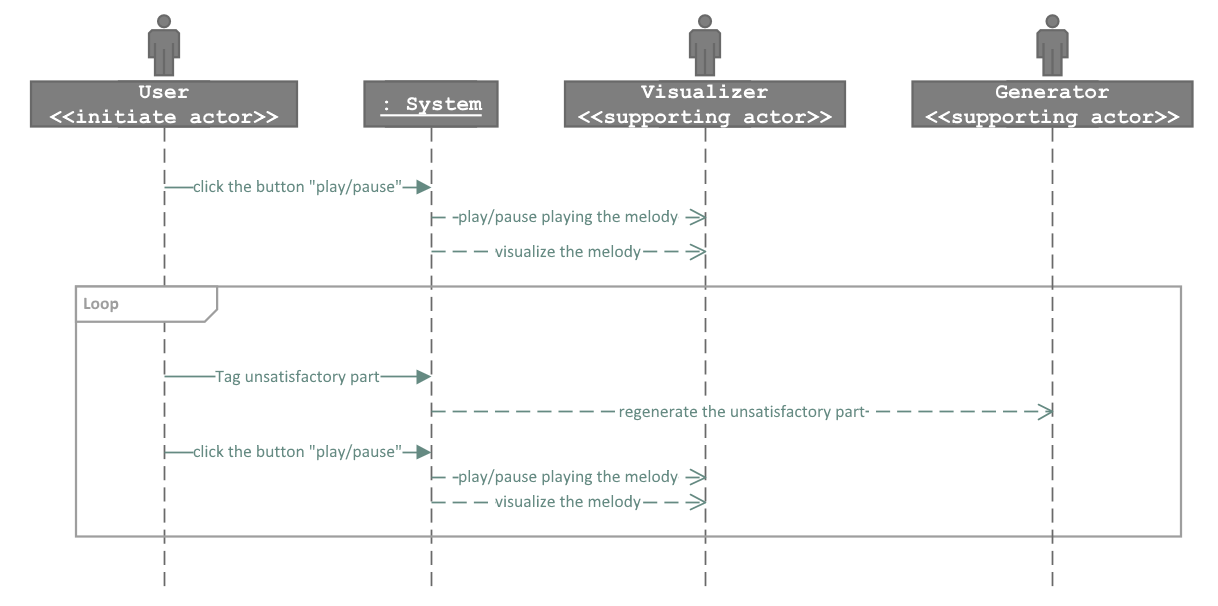 User
<<initiate actor>>
: System
Visualizer
<<supporting actor>>
Generator
<<supporting actor>>
click the button "play/pause"
play/pause playing the melody
visualize the melody
Loop
Tag unsatisfactory part
regenerate the unsatisfactory part
click the button "play/pause"
play/pause playing the melody
visualize the melody